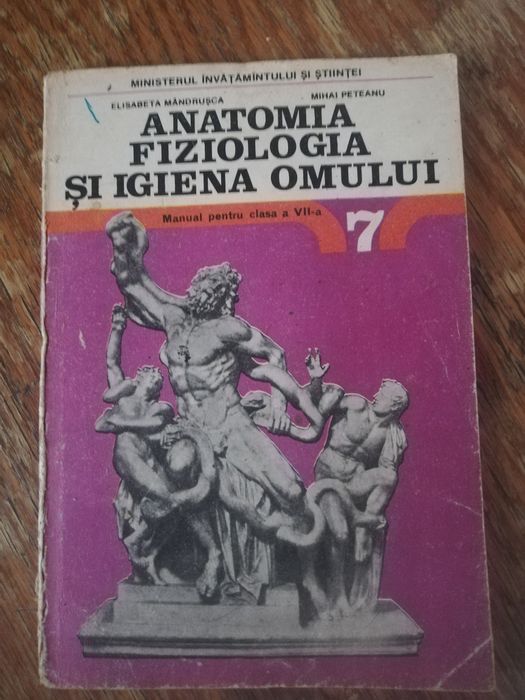 MINISTERUL ÎNVĂȚĂMÎNTULUI ȘI ȘTIINȚEI
ELISABETA MÂNDRUȘCA MIHAI PETEANU
ANATOMIA
FIZIOLOGIA
ȘI IGIENA OMULUI
Manual pentru clasa a VII-a 7